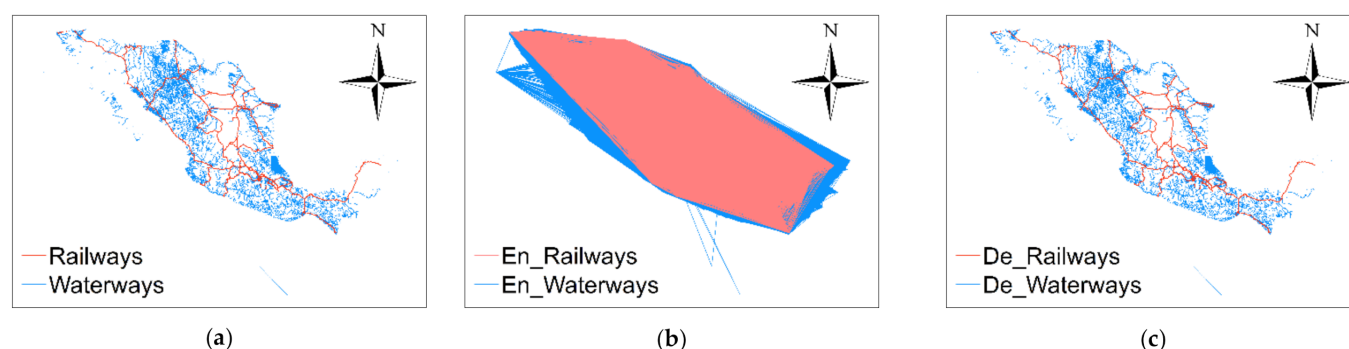 N
Railways
Waterways
(a)
N
En_Railways
En_Waterways
(b)
N
De_Railways
De_Waterways
(c)